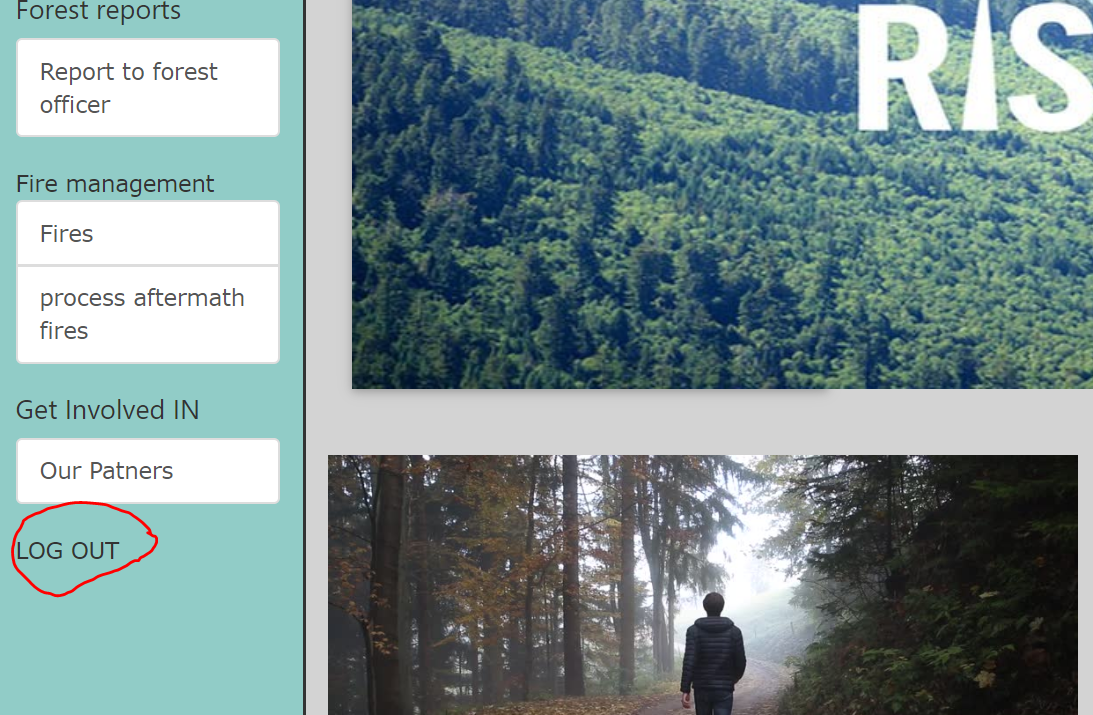 Forest reports
Report to forest
officer
Fire management
Fires
process aftermath
fires
Get Involved IN
Our Patners
LOG OUT
RIS